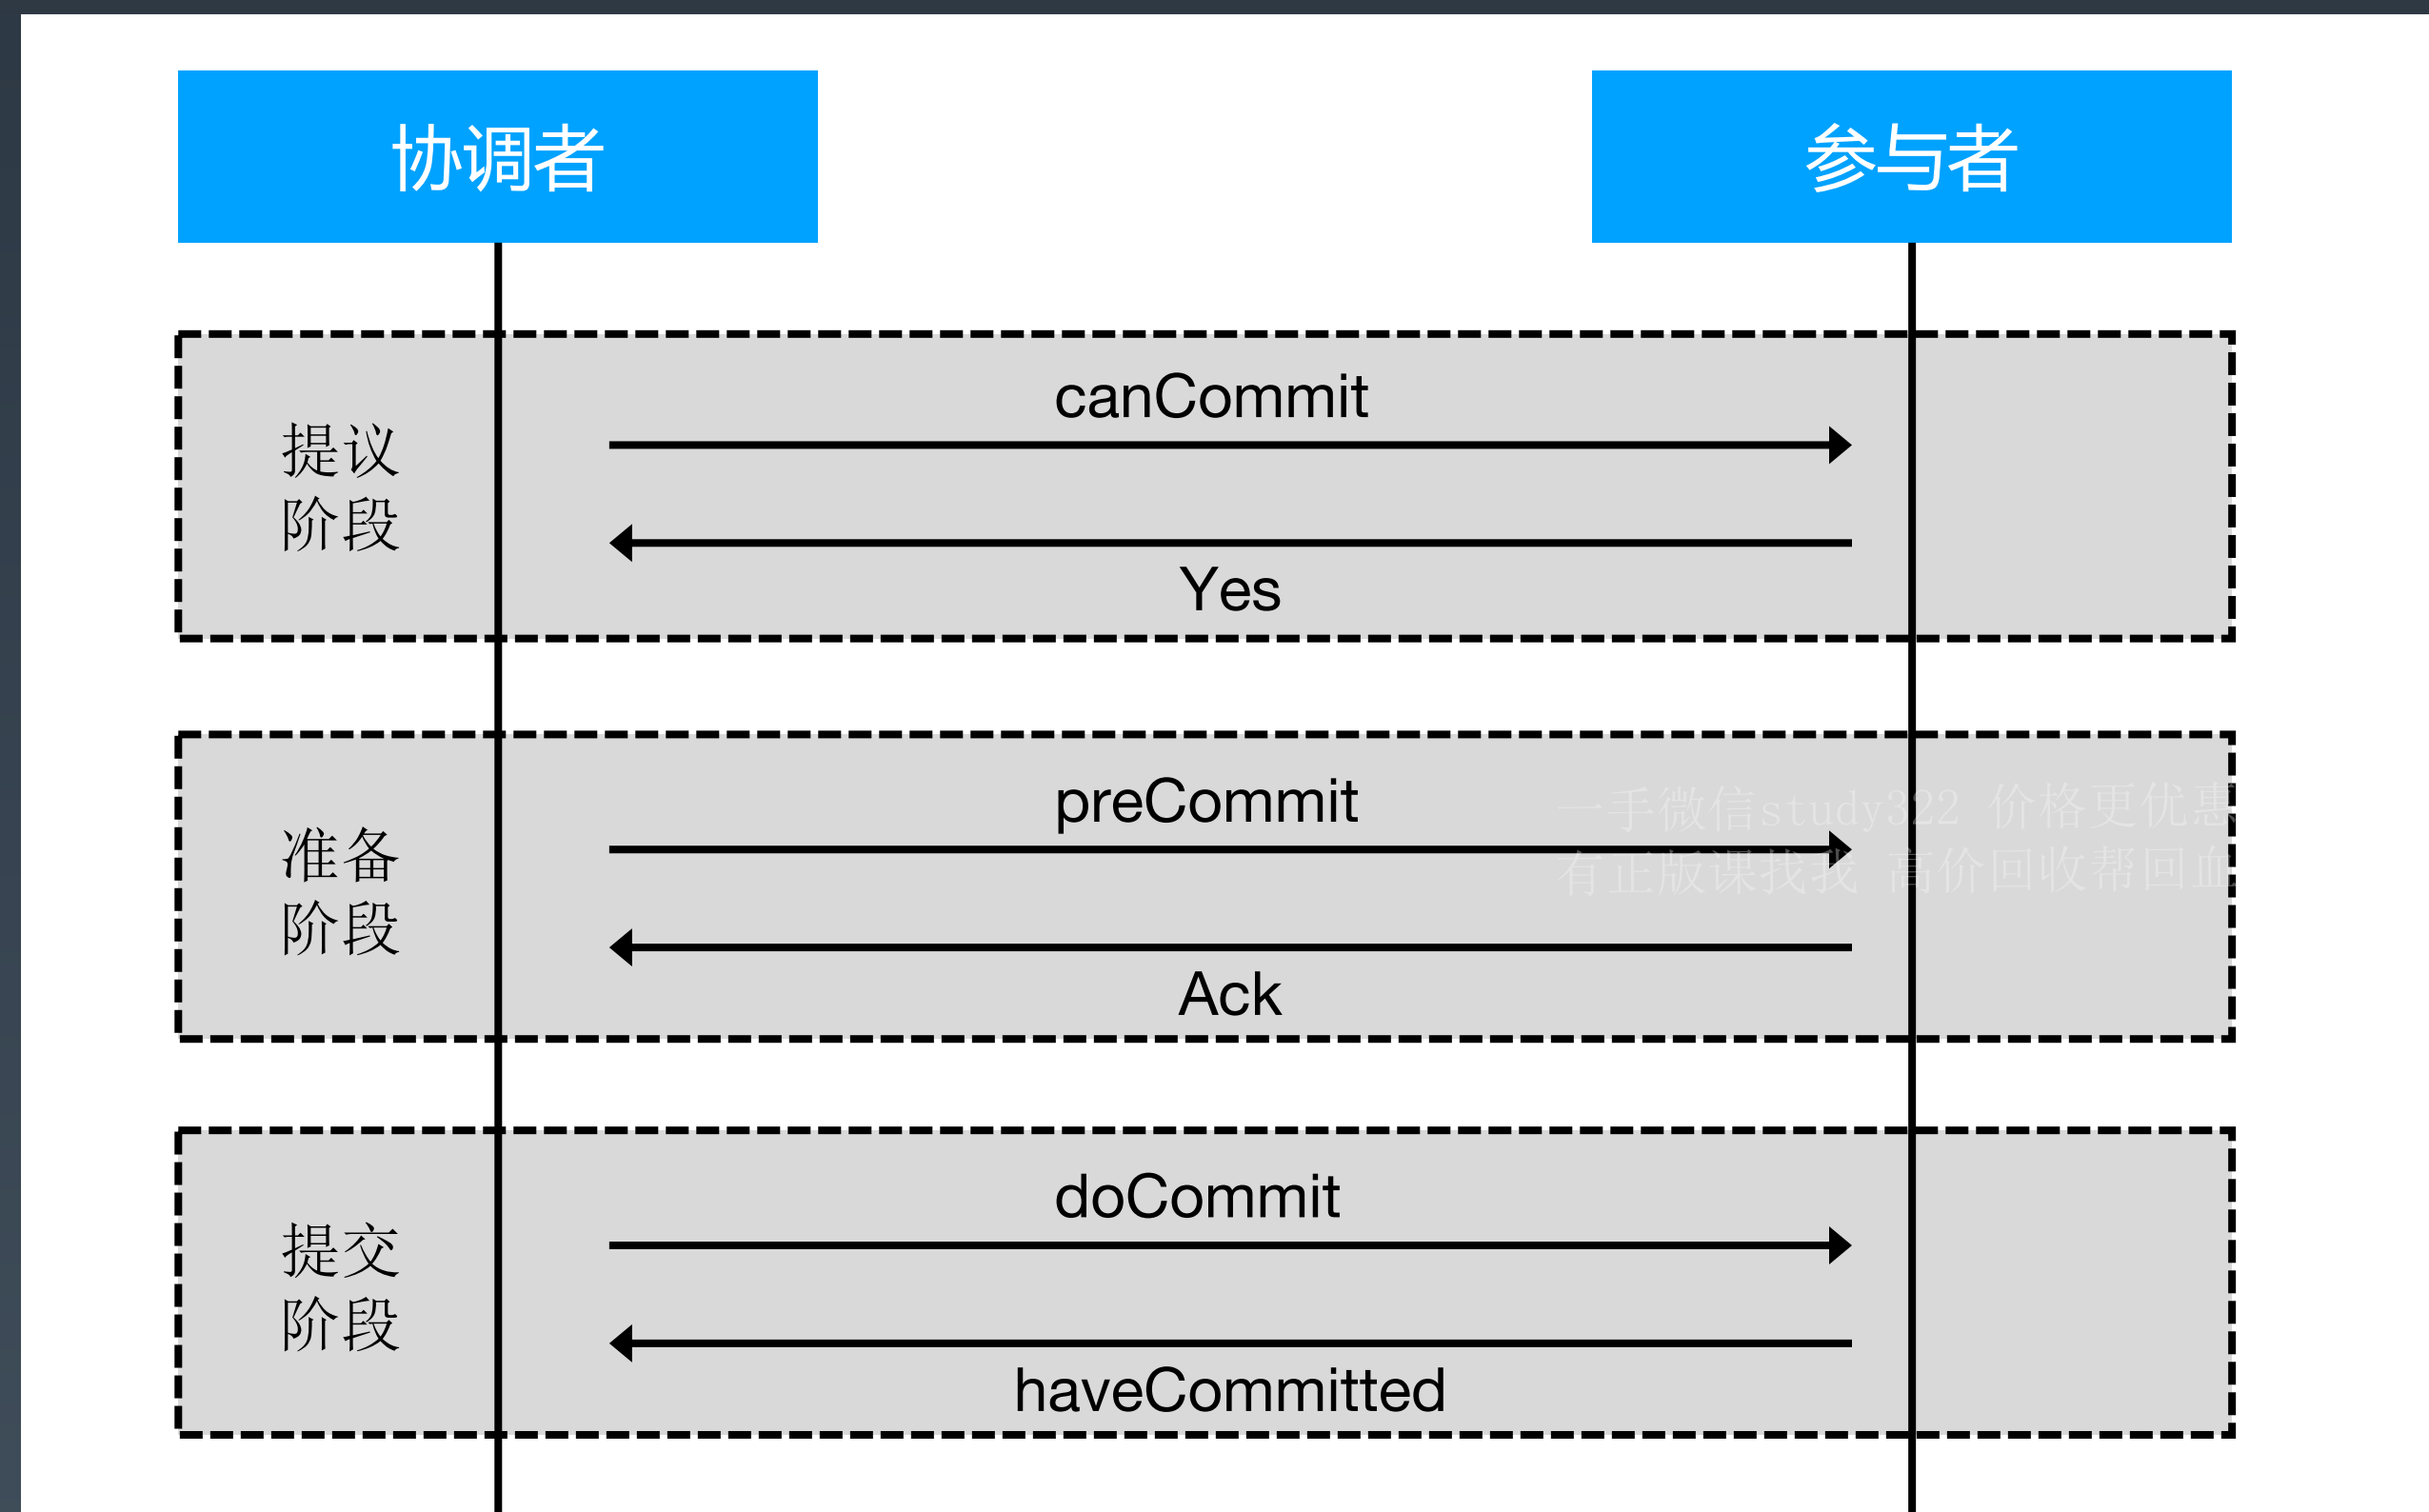 协调者
参与者
canCommit
提议
阶段
Yes
preCommit
一手微信study322 价格更优惠
有正版课找我 高价回收帮回血
准备
阶段
Ack
doCommit
提交
阶段
haveCommitted